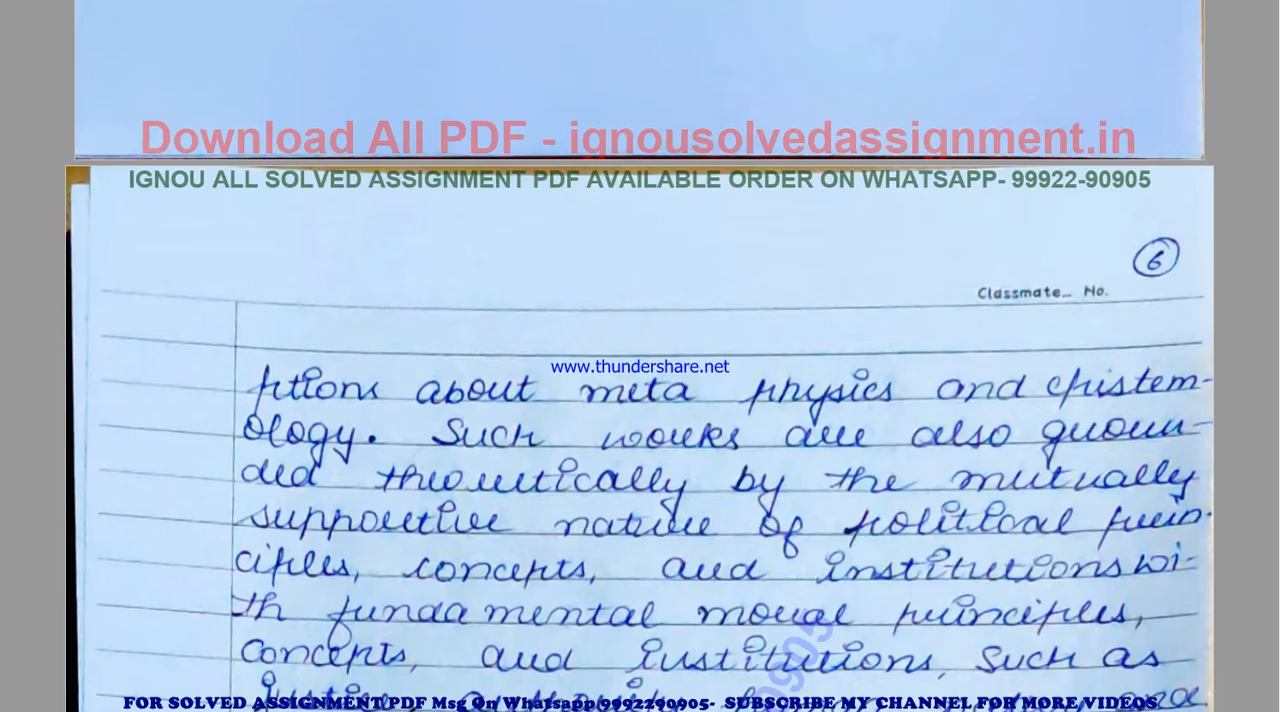 Download All PDF - ignousolvedassignment.in
IGNOU ALL SOLVED ASSIGNMENT PDF AVAILABLE ORDER ON WHATSAPP- 99922-90905
6
Classmate No.
www.thundershare.net
ptions about meta physics and epistem-
ology. Such works are also groun-
ded theoretically by the mutually
supportive nature of political prin-
ciples, concepts, and institutions wi-
th funda mental moral principles,
concepts, and institutions, such as
and
FOR SOLVED ASSIGNMENT PDF Msg On Whatsapp 9992290905- SUBSCRIBE MY CHANNEL FOR MORE VIDEOS